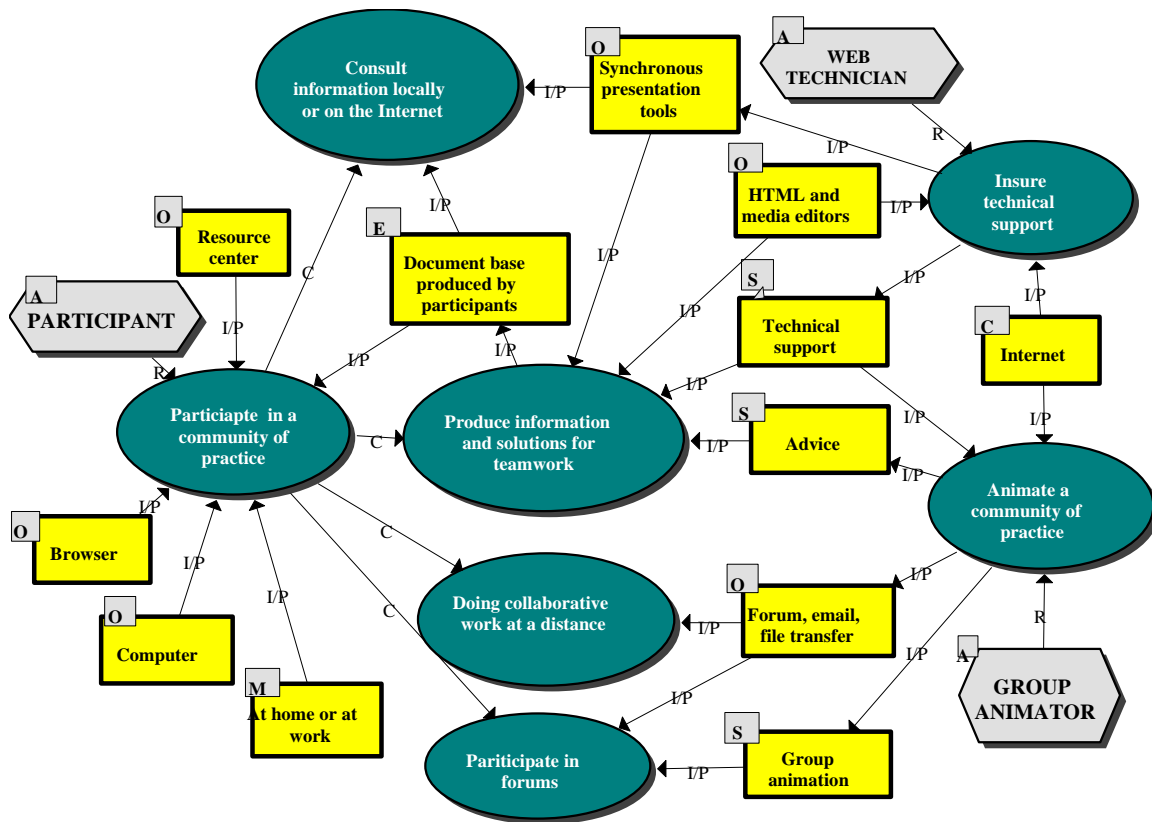 A
WEB
TECHNICIAN
O
Synchronous
presentation
tools
Consult
information locally
or on the Internet
I/P
R
I/P
O
HTML and
media editors
I/P
Insure
technical
support
I/P
O
Resource
center
E
Document base
produced by
participants
C
I/P
I/P
S
Technical
support
I/P
C
Internet
A
PARTICIPANT
I/P
I/P
I/P
I/P
R
I/P
I/P
I/P
Particiapte in a
community of
practice
C
Produce information
and solutions for
teamwork
I/P
S
Advice
I/P
Animate a
community of
practice
I/P
O
Browser
I/P
I/P
C
Doing collaborative
work at a distance
C
I/P
O
Forum, email,
file transfer
I/P
R
O
Computer
M
At home or at
work
I/P
I/P
A
GROUP
ANIMATOR
Pariticipate in
forums
I/P
S
Group
animation